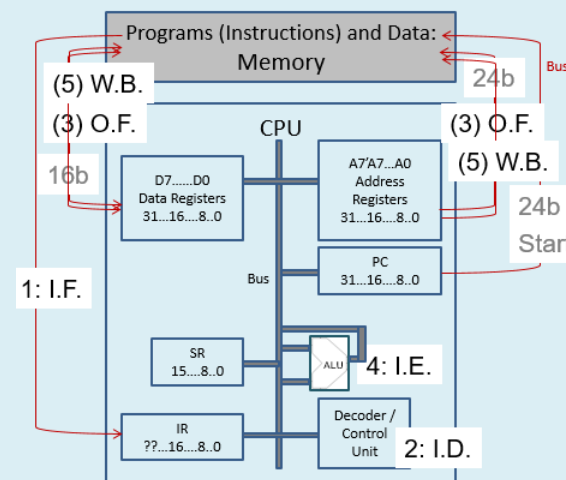 Programs (Instructions) and Data:
Memory
Bus
(5) W.B.
(3) O.F.
16b
24b
(3) O.F.
(5) W.B.
24b
Star
CPU
D7......D0
Data Registers
31...16....8..0
A7'A7...A0
Address
Registers
31...16....8..0
PC
31...16....8..0
Bus
1: I.F.
SR
15....8..0
ALU
4: I.E.
IR
??...16....8..0
Decoder /
Control
Unit
2: I.D.